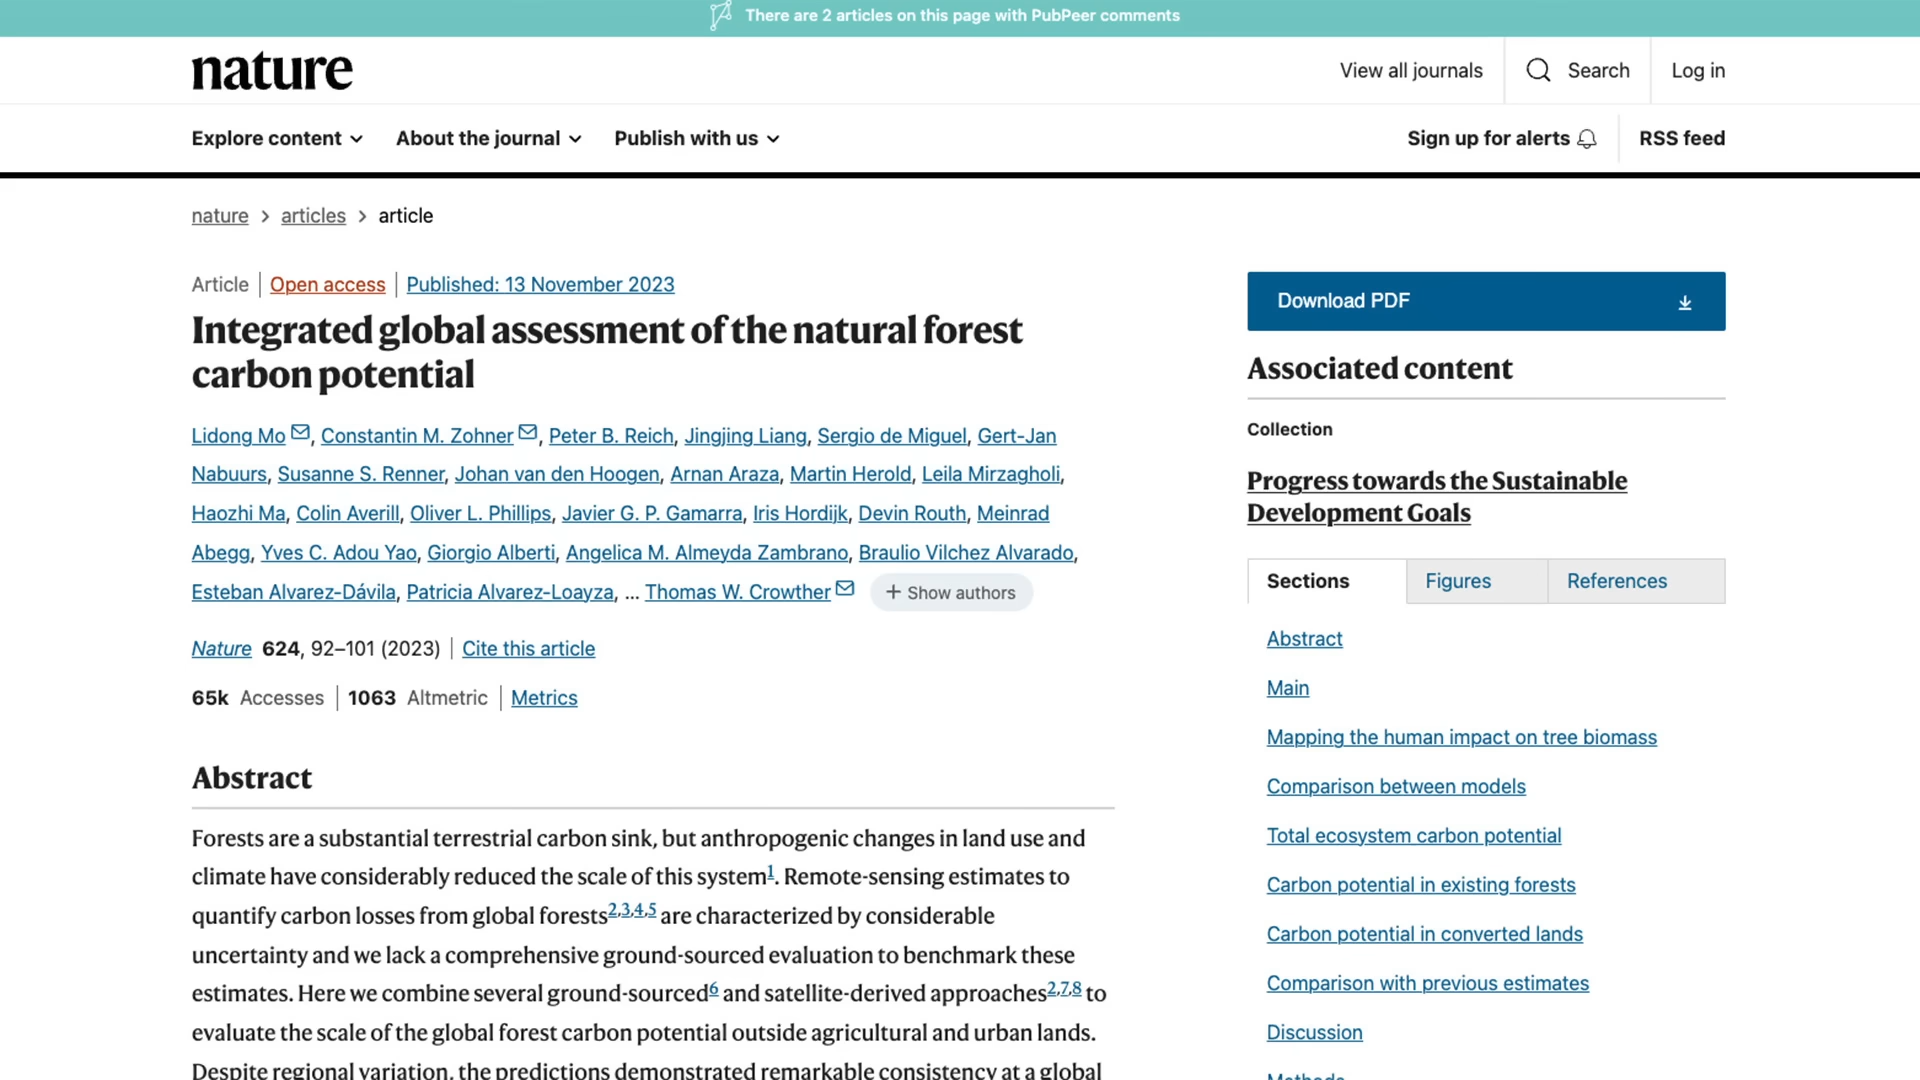 There are 2 articles on this page with PubPeer comments
nature
View all journals
Search
Log in
Explore content
About the journal
Publish with us
Sign up for alerts
RSS feed
nature > articles > article
Article | Open access | Published: 13 November 2023
Integrated global assessment of the natural forest
carbon potential
Lidong Mo, Constantin M. Zohner, Peter B. Reich, Jingjing Liang, Sergio de Miguel, Gert-Jan
Nabuurs, Susanne S. Renner, Johan van den Hoogen, Arnan Araza, Martin Herold, Leila Mirzagholi,
Haozhi Ma, Colin Averill, Oliver L. Phillips, Javier G. P. Gamarra, Iris Hordijk, Devin Routh, Meinrad
Abegg, Yves C. Adou Yao, Giorgio Alberti, Angelica M. Almeyda Zambrano, Braulio Vilchez Alvarado,
Esteban Alvarez-Dávila, Patricia Alvarez-Loayza, ... Thomas W. Crowther + Show authors
Nature 624, 92–101 (2023) | Cite this article
65k Accesses | 1063 Altmetric | Metrics
Abstract
Forests are a substantial terrestrial carbon sink, but anthropogenic changes in land use and
climate have considerably reduced the scale of this system1. Remote-sensing estimates to
quantify carbon losses from global forests2,3,4,5 are characterized by considerable
uncertainty and we lack a comprehensive ground-sourced evaluation to benchmark these
estimates. Here we combine several ground-sourced6 and satellite-derived approaches2,7,8 to
evaluate the scale of the global forest carbon potential outside agricultural and urban lands.
Despite regional variation, the predictions demonstrated remarkable consistency at a global
Download PDF
Associated content
Collection
Progress towards the Sustainable
Development Goals
Sections
Figures
References
Abstract
Main
Mapping the human impact on tree biomass
Comparison between models
Total ecosystem carbon potential
Carbon potential in existing forests
Carbon potential in converted lands
Comparison with previous estimates
Discussion
Methods